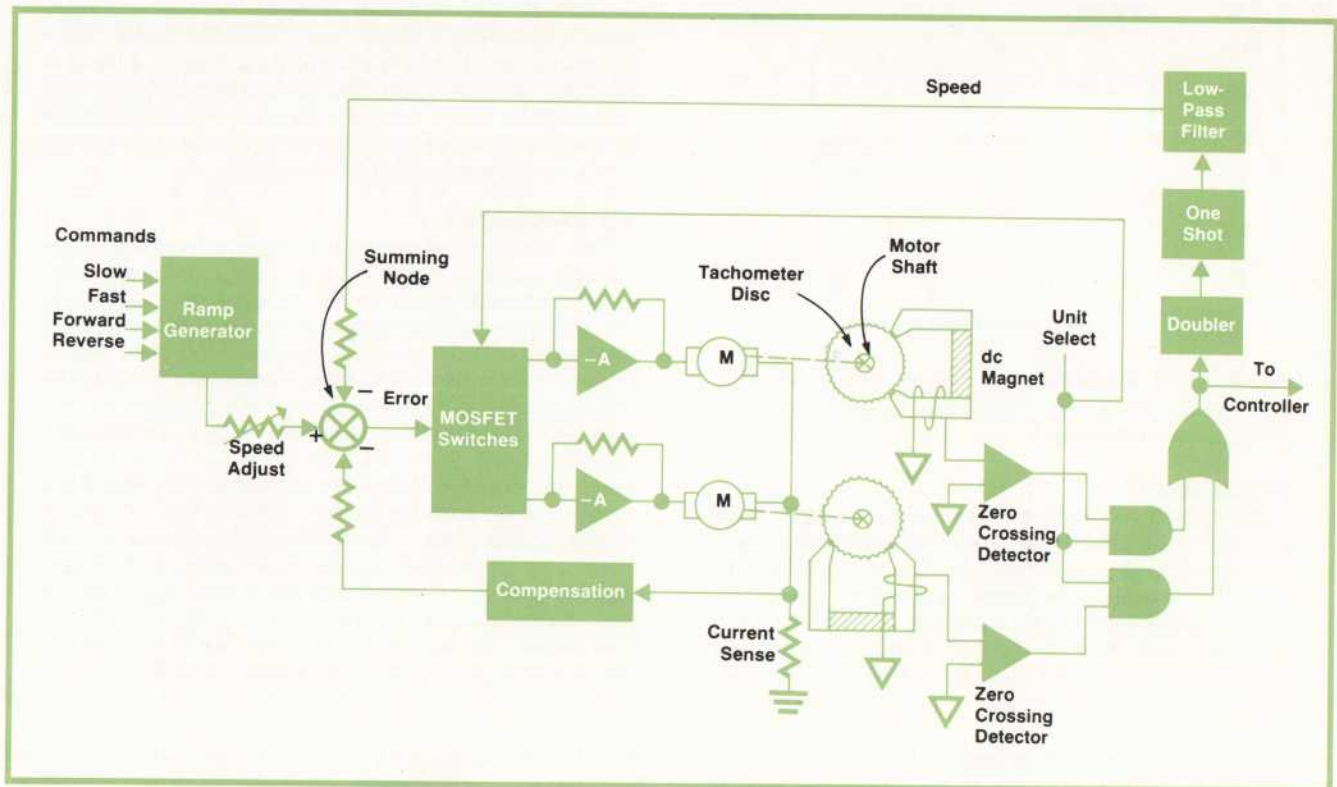 Speed
Low-
Pass
Filter
One
Shot
Doubler
Commands
Slow
Fast
Forward
Reverse
Ramp
Generator
Summing
Node
Speed
Adjust
+
−
−
Error
MOSFET
Switches
−A
−A
M
M
Tachometer
Disc
Motor
Shaft
dc
Magnet
Unit
Select
To
Controller
Zero
Crossing
Detector
Zero
Crossing
Detector
Compensation
Current
Sense